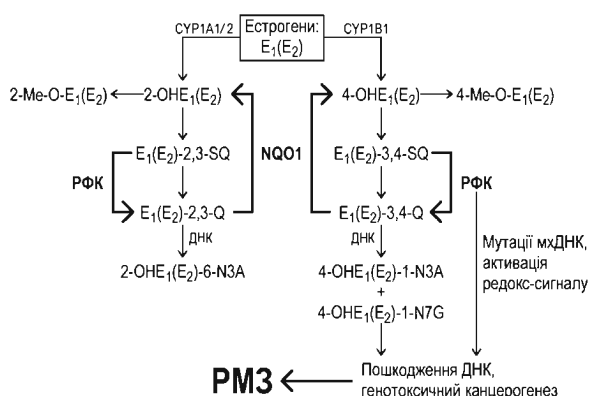 CYP1A1/2
Естрогени:
E₁(E₂)
CYP1B1
2-Me-O-E₁(E₂)
2-OHE₁(E₂)
4-OHE₁(E₂)
4-Me-O-E₁(E₂)
E₁(E₂)-2,3-SQ
NQO1
E₁(E₂)-3,4-SQ
РФК
РФК
E₁(E₂)-2,3-Q
E₁(E₂)-3,4-Q
ДНК
ДНК
2-OHE₁(E₂)-6-N3A
4-OHE₁(E₂)-1-N3A
+
4-OHE₁(E₂)-1-N7G
Мутації мхДНК,
активація
редокс-сигналу
РМЗ
Пошкодження ДНК,
генотоксичний канцерогенез